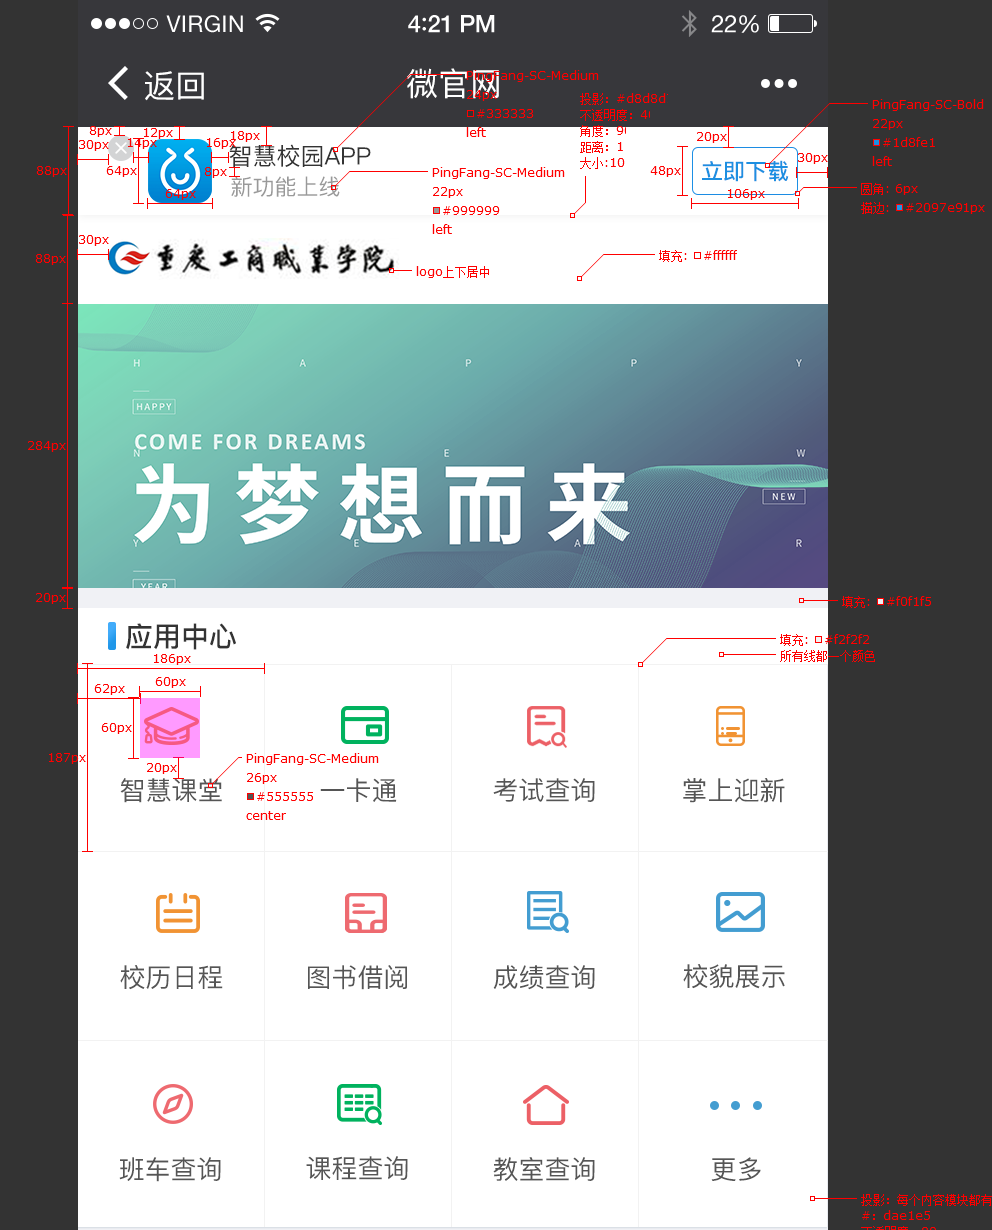 VIRGIN 4:21 PM 22%
返回 微官网
PingFang-SC-Medium
#333333
left
投影: #d8d8d
不透明度: 4
角度: 9
距离: 1
大小:10
PingFang-SC-Bold
22px
#1d8fe1
left
8px 12px 18px 20px
30px 14px 16px 30px
88px 64px 8px 48px
64px 106px
智慧校园APP
新功能上线
立即下载
PingFang-SC-Medium
22px
#999999
left
圆角: 6px
描边: #2097e91px
30px
88px
重庆工商职业学院
logo上下居中
填充: #ffffff
H A P P Y
HAPPY
COME FOR DREAMS
N E W
284px
为梦想而来
NEW
Y E A R
YEAR
20px
填充: #f0f1f5
应用中心
填充: #f2f2f2
所有线都一个颜色
186px
62px 60px
60px
187px
20px
PingFang-SC-Medium
26px
#555555
center
智慧课堂 一卡通 考试查询 掌上迎新
校历日程 图书借阅 成绩查询 校貌展示
班车查询 课程查询 教室查询 更多
投影: 每个内容模块都有
#: dae1e5